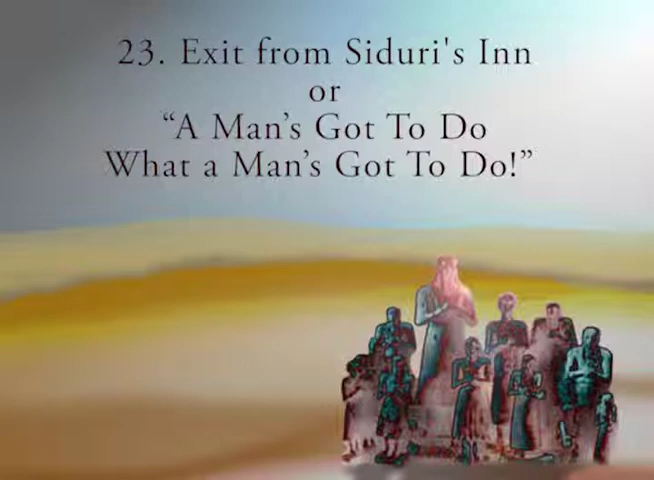 23. Exit from Siduri's Inn
or
“A Man’s Got To Do
What a Man’s Got To Do!”